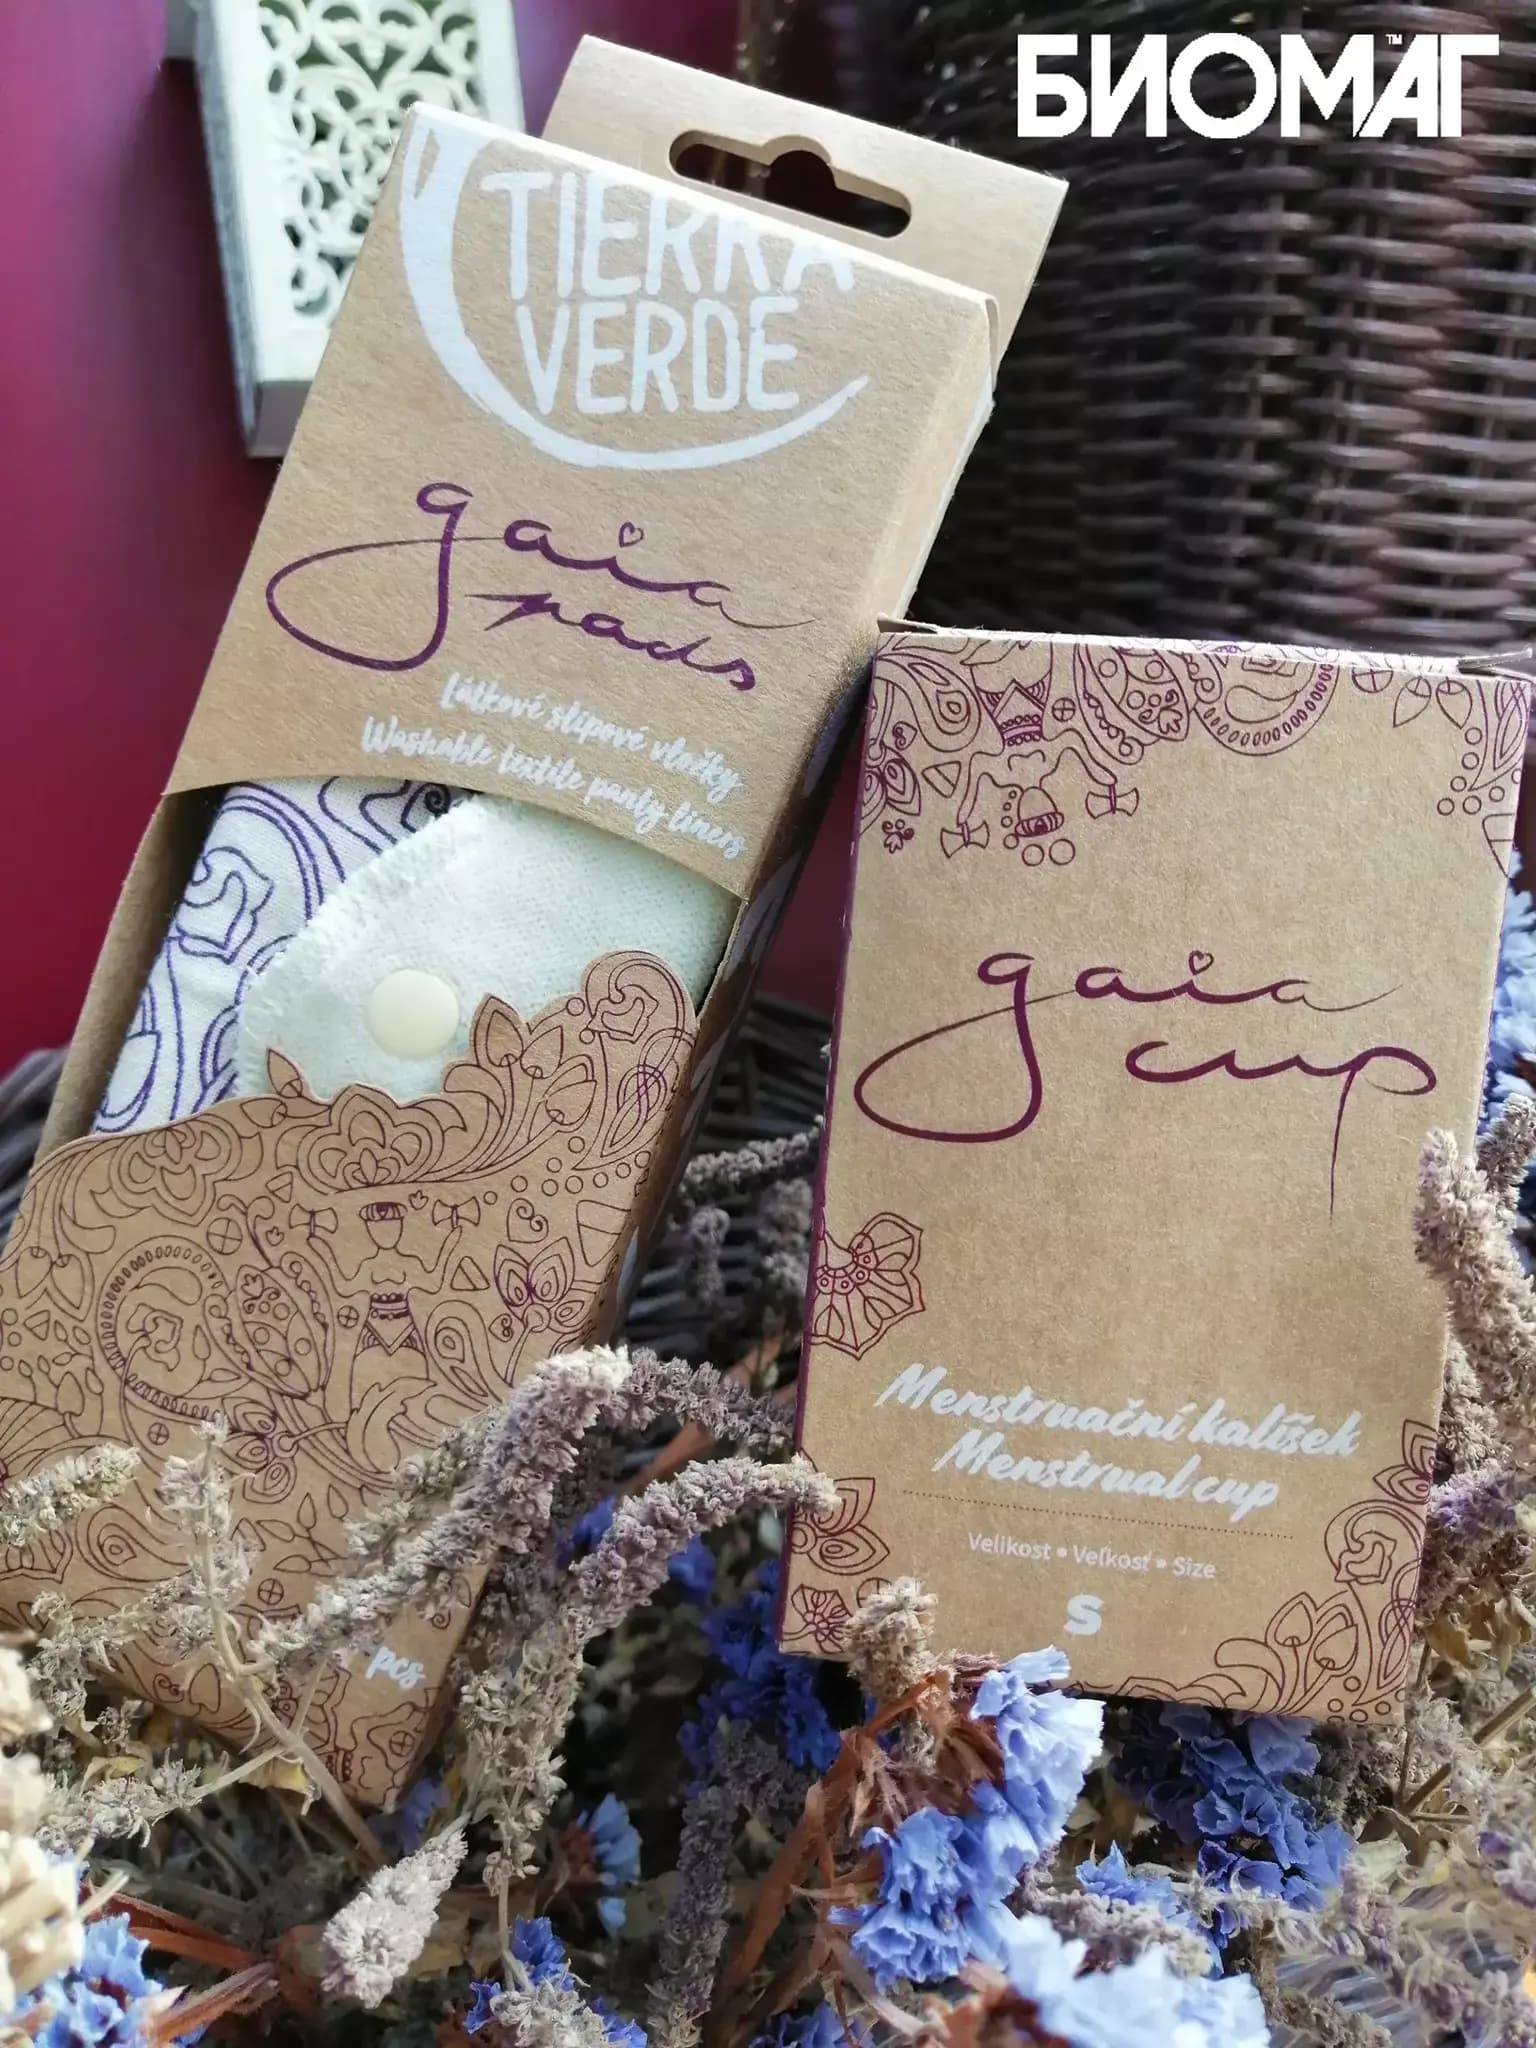 БИОМАГ™
TIERRA
VERDE
gaia
pads
Látkové slipové vložky
Washable textile panty liners
pcs
gaia
cup
Menstruační kalíšek
Menstrual cup
Velikost • Veľkosť • Size
S